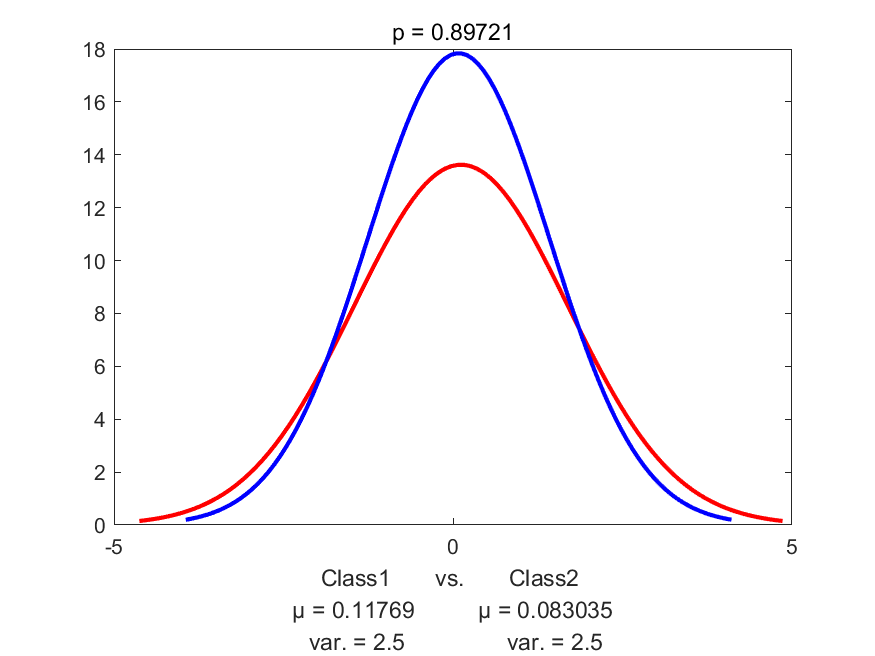 p = 0.89721
18
16
14
12
10
8
6
4
2
0
-5 0 5
Class1 vs. Class2
μ = 0.11769 μ = 0.083035
var. = 2.5 var. = 2.5